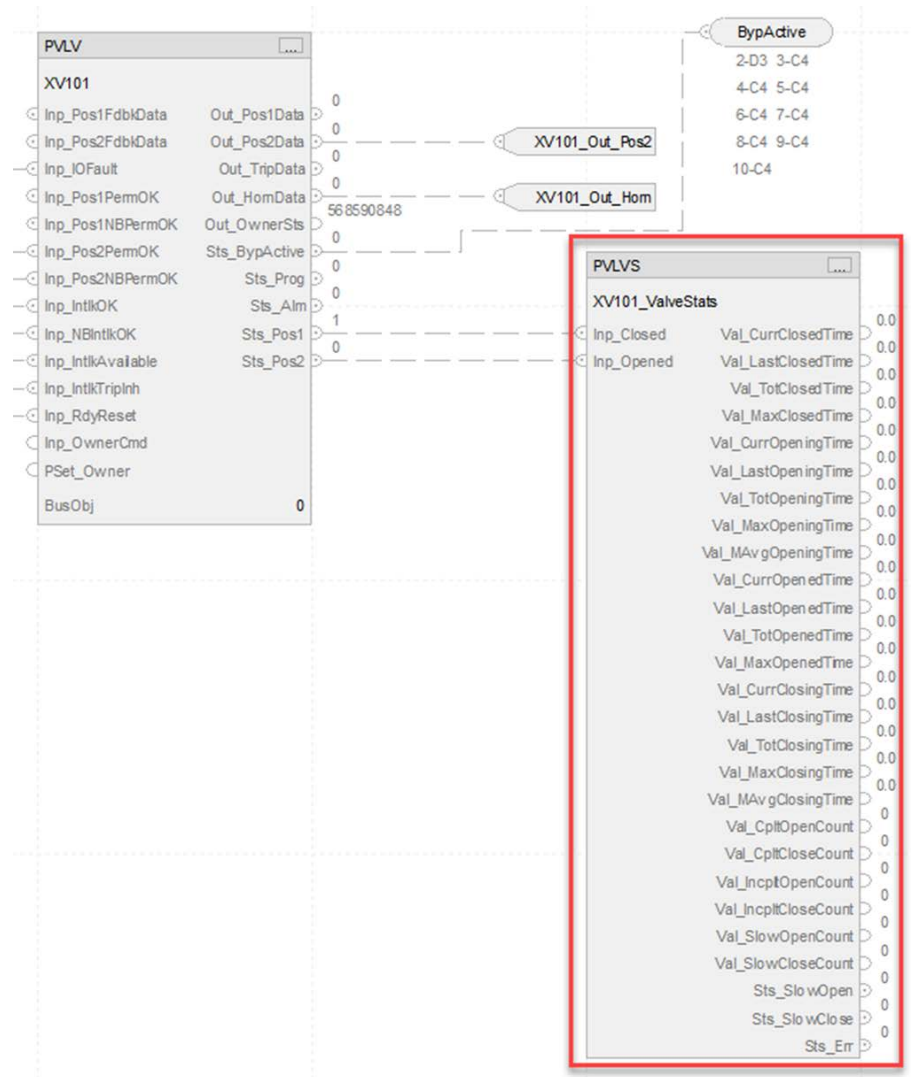 PVLV ...
XV101
Inp_Pos1FdbkData Out_Pos1Data 0
Inp_Pos2FdbkData Out_Pos2Data 0
Inp_IOFault Out_TripData 0
Inp_Pos1PermOK Out_HornData 0
Inp_Pos1NBPermOK Out_OwnerSts 568590848
Inp_Pos2PermOK Sts_BypActive 0
Inp_Pos2NBPermOK Sts_Prog 0
Inp_IntlkOK Sts_Alm 0
Inp_NBIntlkOK Sts_Pos1 1
Inp_IntlkAvailable Sts_Pos2 0
Inp_IntlkTripInh
Inp_RdyReset
Inp_OwnerCmd
PSet_Owner
BusObj 0
XV101_Out_Pos2
XV101_Out_Horn
BypActive
2-D3 3-C4
4-C4 5-C4
6-C4 7-C4
8-C4 9-C4
10-C4
PVLVS ...
XV101_ValveStats
Inp_Closed Val_CurrClosedTime 0.0
Inp_Opened Val_LastClosedTime 0.0
Val_TotClosedTime 0.0
Val_MaxClosedTime 0.0
Val_CurrOpeningTime 0.0
Val_LastOpeningTime 0.0
Val_TotOpeningTime 0.0
Val_MaxOpeningTime 0.0
Val_MAvgOpeningTime 0.0
Val_CurrOpenedTime 0.0
Val_LastOpenedTime 0.0
Val_TotOpenedTime 0.0
Val_MaxOpenedTime 0.0
Val_CurrClosingTime 0.0
Val_LastClosingTime 0.0
Val_TotClosingTime 0.0
Val_MaxClosingTime 0.0
Val_MAvgClosingTime 0.0
Val_CpltOpenCount 0
Val_CpltCloseCount 0
Val_IncpltOpenCount 0
Val_IncpltCloseCount 0
Val_SlowOpenCount 0
Val_SlowCloseCount 0
Sts_SlowOpen 0
Sts_SlowClose 0
Sts_Err 0